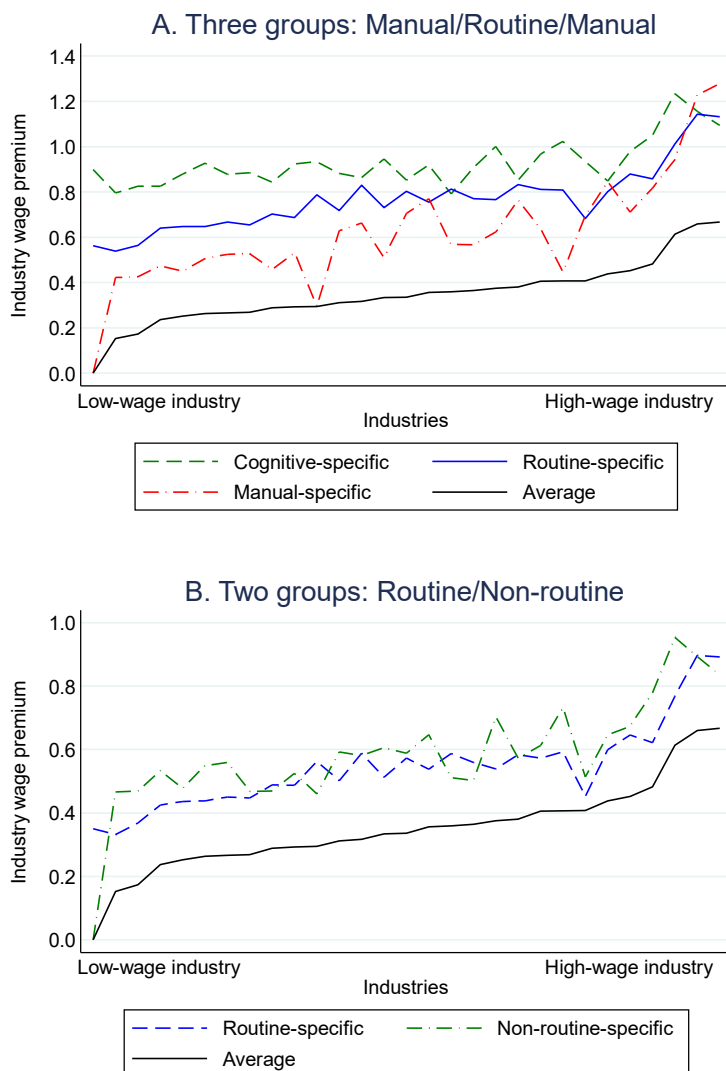 A. Three groups: Manual/Routine/Manual
1.4
1.2
1.0
0.8
0.6
0.4
0.2
0.0
Industry wage premium
Low-wage industry
High-wage industry
Industries
Cognitive-specific
Routine-specific
Manual-specific
Average
B. Two groups: Routine/Non-routine
1.0
0.8
0.6
0.4
0.2
0.0
Industry wage premium
Low-wage industry
High-wage industry
Industries
Routine-specific
Non-routine-specific
Average